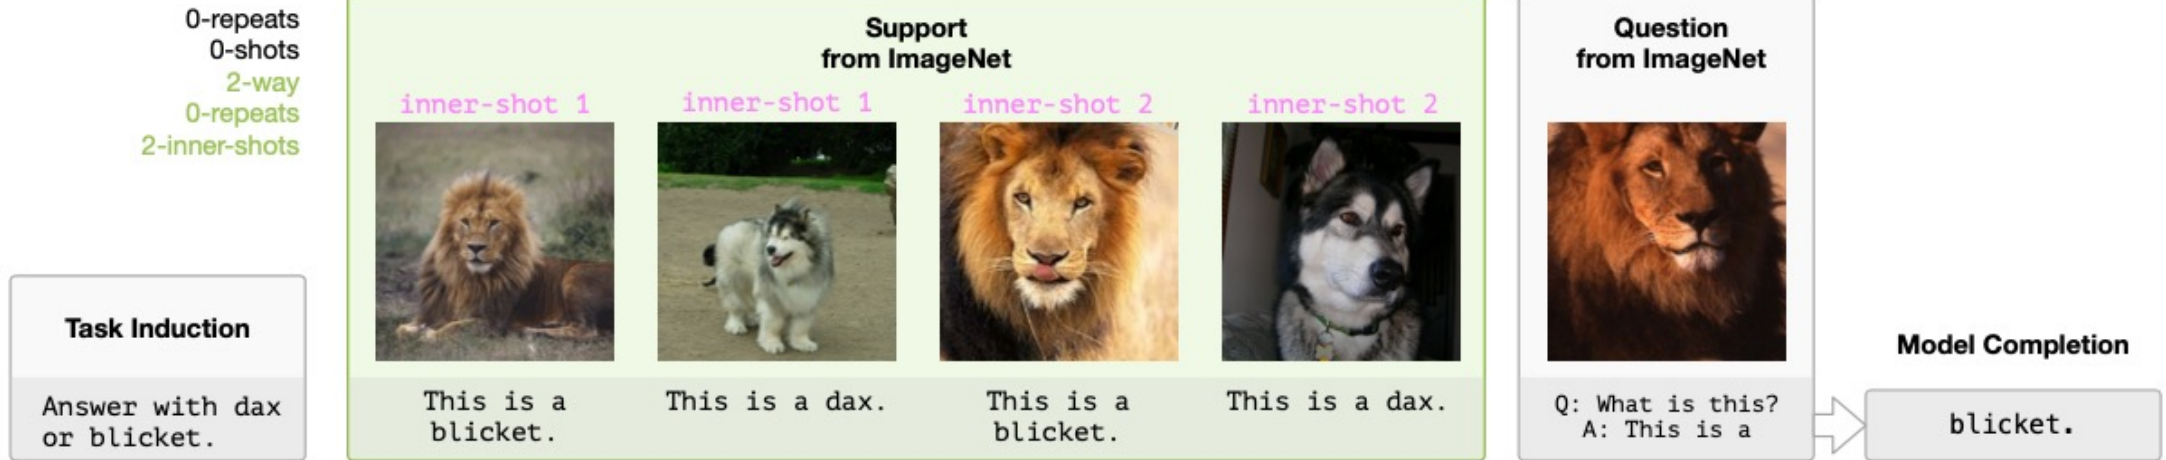 0-repeats
0-shots
2-way
0-repeats
2-inner-shots
Task Induction
Answer with dax
or blicket.
Support
from ImageNet
inner-shot 1
inner-shot 1
inner-shot 2
inner-shot 2
This is a
blicket.
This is a dax.
This is a
blicket.
This is a dax.
Question
from ImageNet
Q: What is this?
A: This is a
Model Completion
blicket.